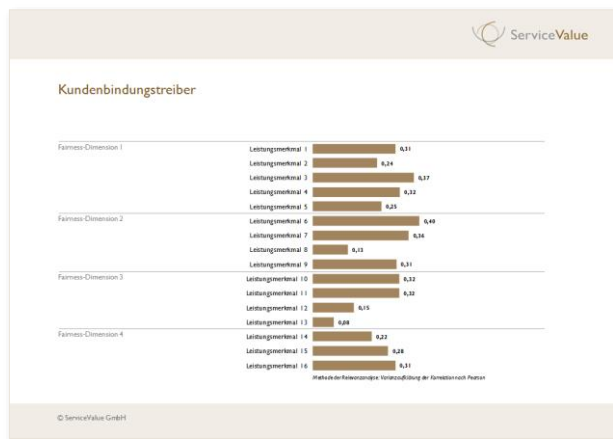 ServiceValue
Kundenbindungstreiber
Fairness-Dimension 1
Leistungsmerkmal 1 0,31
Leistungsmerkmal 2 0,24
Leistungsmerkmal 3 0,37
Leistungsmerkmal 4 0,32
Leistungsmerkmal 5 0,25
Fairness-Dimension 2
Leistungsmerkmal 6 0,40
Leistungsmerkmal 7 0,36
Leistungsmerkmal 8 0,13
Leistungsmerkmal 9 0,31
Fairness-Dimension 3
Leistungsmerkmal 10 0,32
Leistungsmerkmal 11 0,32
Leistungsmerkmal 12 0,15
Leistungsmerkmal 13 0,08
Fairness-Dimension 4
Leistungsmerkmal 14 0,22
Leistungsmerkmal 15 0,28
Leistungsmerkmal 16 0,31
Methode der Relevanzanalyse: Varianzaufklärung der Korrelation nach Pearson
© ServiceValue GmbH